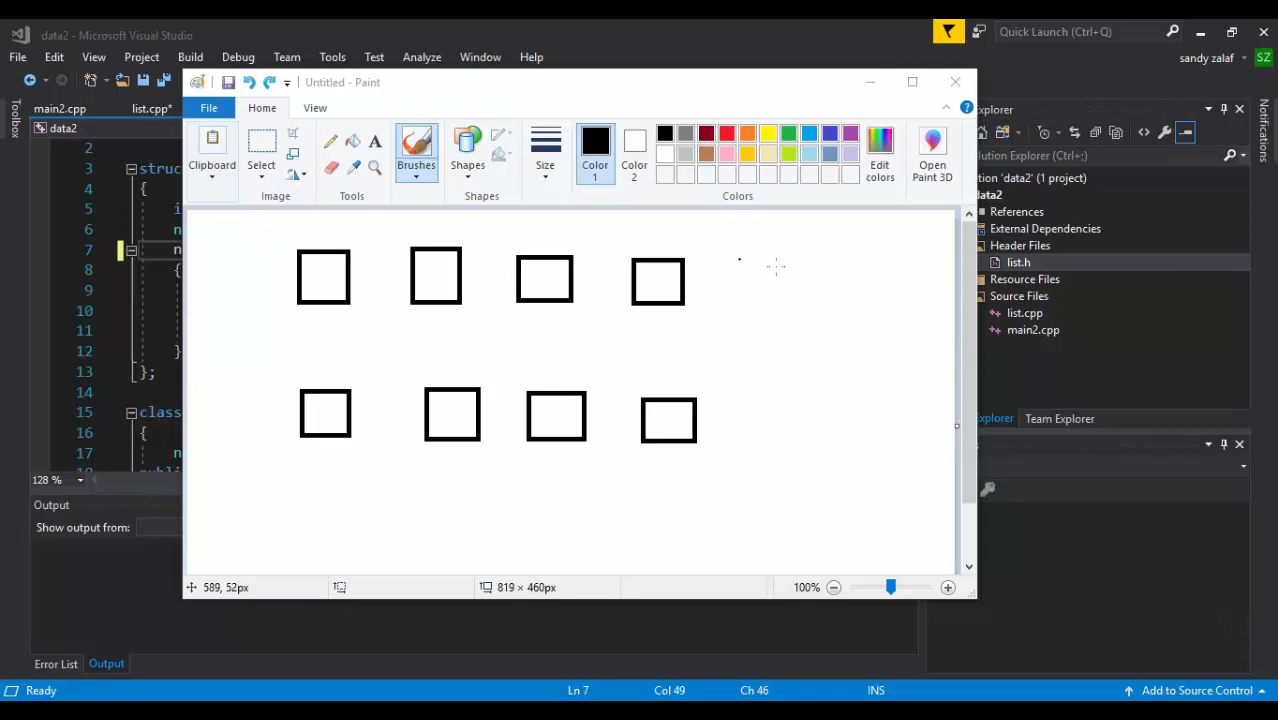 data2 - Microsoft Visual Studio
Quick Launch (Ctrl+Q)
File Edit View Project Build Debug Team Tools Test Analyze Window Help
sandy zalaf
SZ
Untitled - Paint
main2.cpp list.cpp*
File Home View
Toolbox
data2
Clipboard
Select
Image
Tools
A
Brushes
Shapes
Shapes
Size
Color 1
Color 2
Edit colors
Colors
Open Paint 3D
Explorer
Notifications
Solution Explorer (Ctrl+;)
ution 'data2' (1 project)
data2
References
External Dependencies
Header Files
list.h
Resource Files
Source Files
list.cpp
main2.cpp
Explorer Team Explorer
2
3 struc
4 {
5 i
6 n
7 n
8 {
9
10
11
12 }
13 };
14
15 class
16 {
17 n
128 %
Output
Show output from:
589, 52px
819 × 460px
100%
Error List Output
Ready
Ln 7
Col 49
Ch 46
INS
Add to Source Control